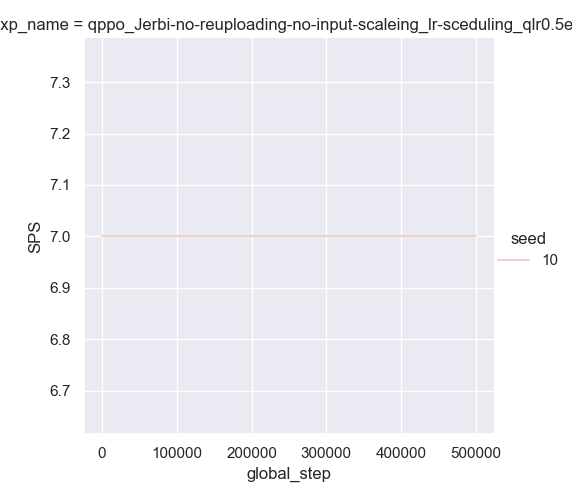 xp_name = qppo_Jerbi-no-reuploading-no-input-scaleing_lr-sceduling_qlr0.5e
7.3
7.2
7.1
7.0
6.9
6.8
6.7
SPS
seed
10
0 100000 200000 300000 400000 500000
global_step